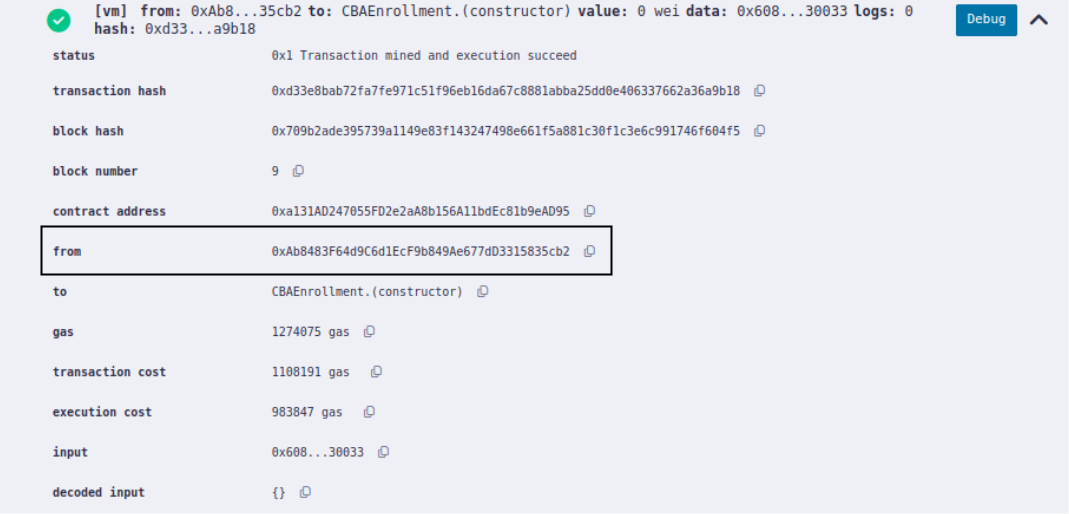 [vm] from: 0xAb8...35cb2 to: CBAEnrollment.(constructor) value: 0 wei data: 0x608...30033 logs: 0
hash: 0xd33...a9b18
Debug
status 0x1 Transaction mined and execution succeed
transaction hash 0xd33e8bab72fa7fe971c51f96eb16da67c8881abba25dd0e406337662a36a9b18
block hash 0x709b2ade395739a1149e83f143247498e661f5a881c30f1c3e6c991746f604f5
block number 9
contract address 0xa131AD247055FD2e2aA8b156A11bdEc81b9eAD95
from 0xAb8483F64d9C6d1EcF9b849Ae677dD3315835cb2
to CBAEnrollment.(constructor)
gas 1274075 gas
transaction cost 1108191 gas
execution cost 983847 gas
input 0x608...30033
decoded input {}